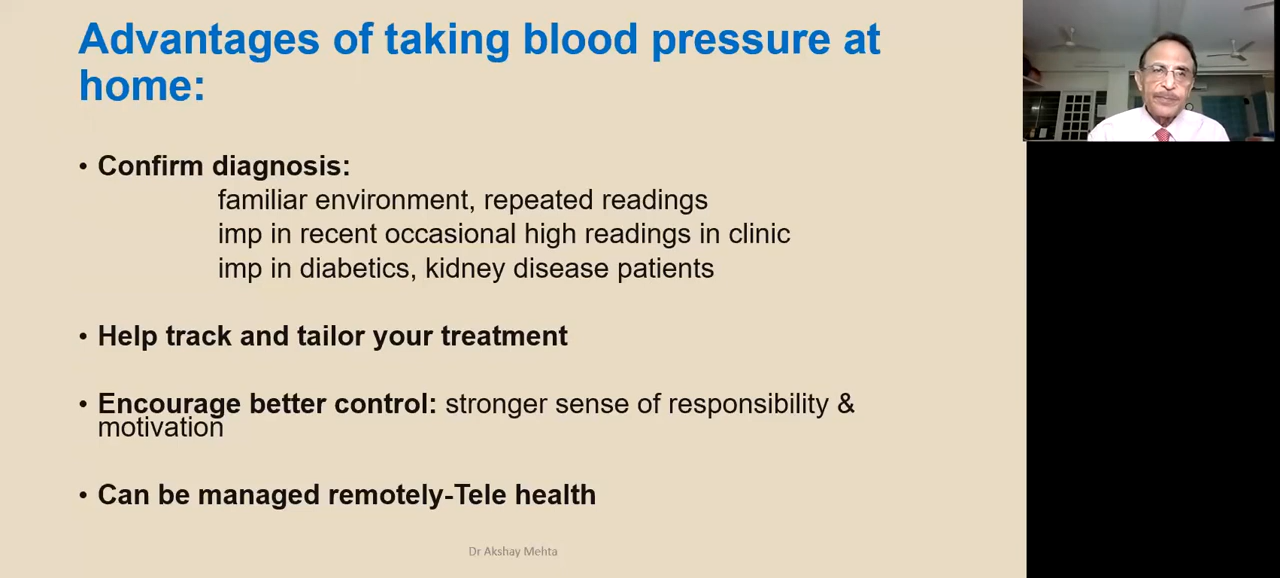 Advantages of taking blood pressure at
home:
• Confirm diagnosis:
familiar environment, repeated readings
imp in recent occasional high readings in clinic
imp in diabetics, kidney disease patients
• Help track and tailor your treatment
• Encourage better control: stronger sense of responsibility &
motivation
• Can be managed remotely-Tele health
Dr Akshay Mehta